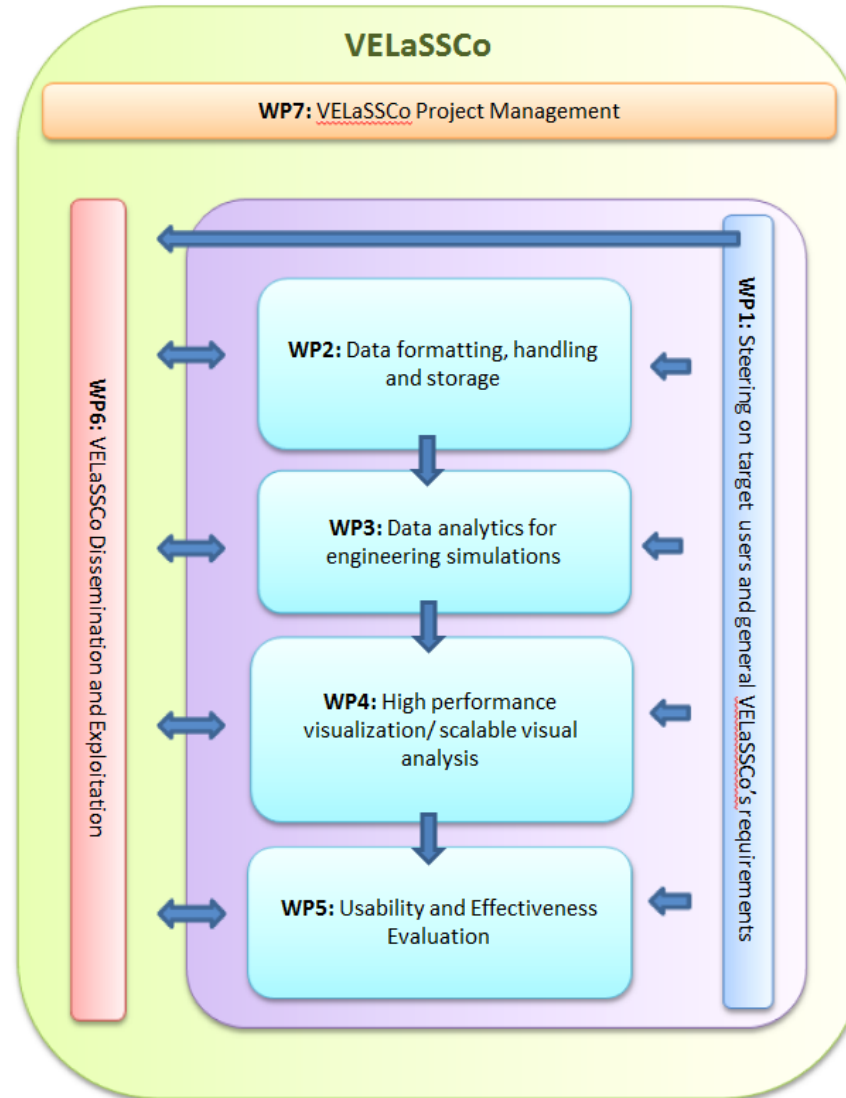 VELaSSCo
WP7: VELaSSCo Project Management
WP6: VELaSSCo Dissemination and Exploitation
WP2: Data formatting, handling
and storage
WP3: Data analytics for
engineering simulations
WP4: High performance
visualization/ scalable visual
analysis
WP5: Usability and Effectiveness
Evaluation
WP1: Steering on target users and general VELaSSCo's requirements